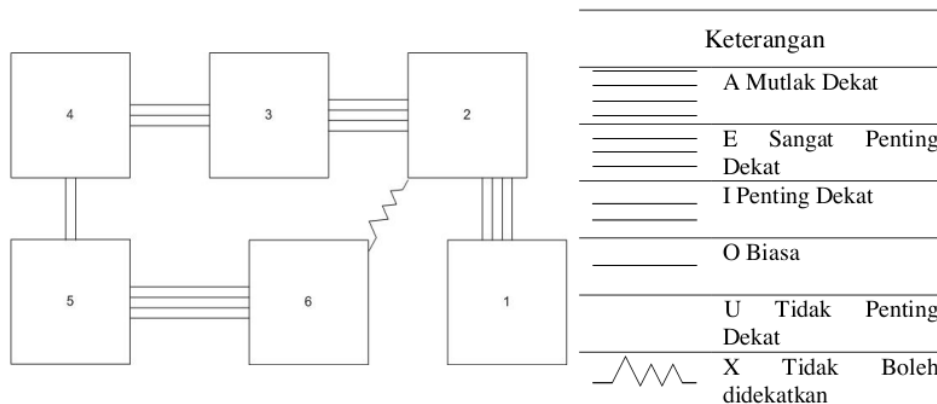 4
3
2
5
6
1
Keterangan
A Mutlak Dekat
E Sangat Penting
Dekat
I Penting Dekat
O Biasa
U Tidak Penting
Dekat
X Tidak Boleh
didekatkan